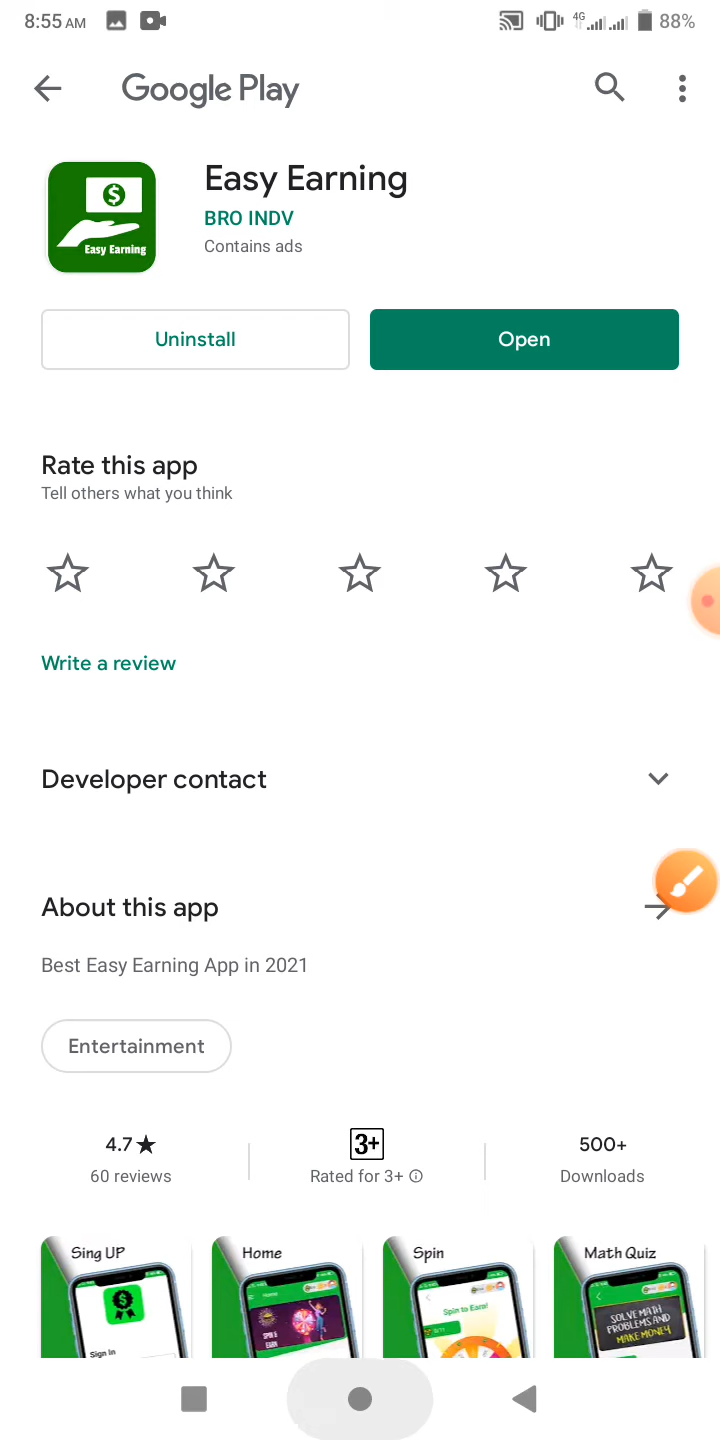 8:55 AM
4G
88%
Google Play
Easy Earning
BRO INDV
Contains ads
$
Easy Earning
Uninstall
Open
Rate this app
Tell others what you think
Write a review
Developer contact
About this app
Best Easy Earning App in 2021
Entertainment
4.7★
3+
500+
60 reviews
Rated for 3+
Downloads
Sing UP
Home
Spin
Math Quiz
$
Sign In
Home
SPIN &
EARN
Spin to Earn!
SOLVE MATH
PROBLEMS AND
MAKE MONEY